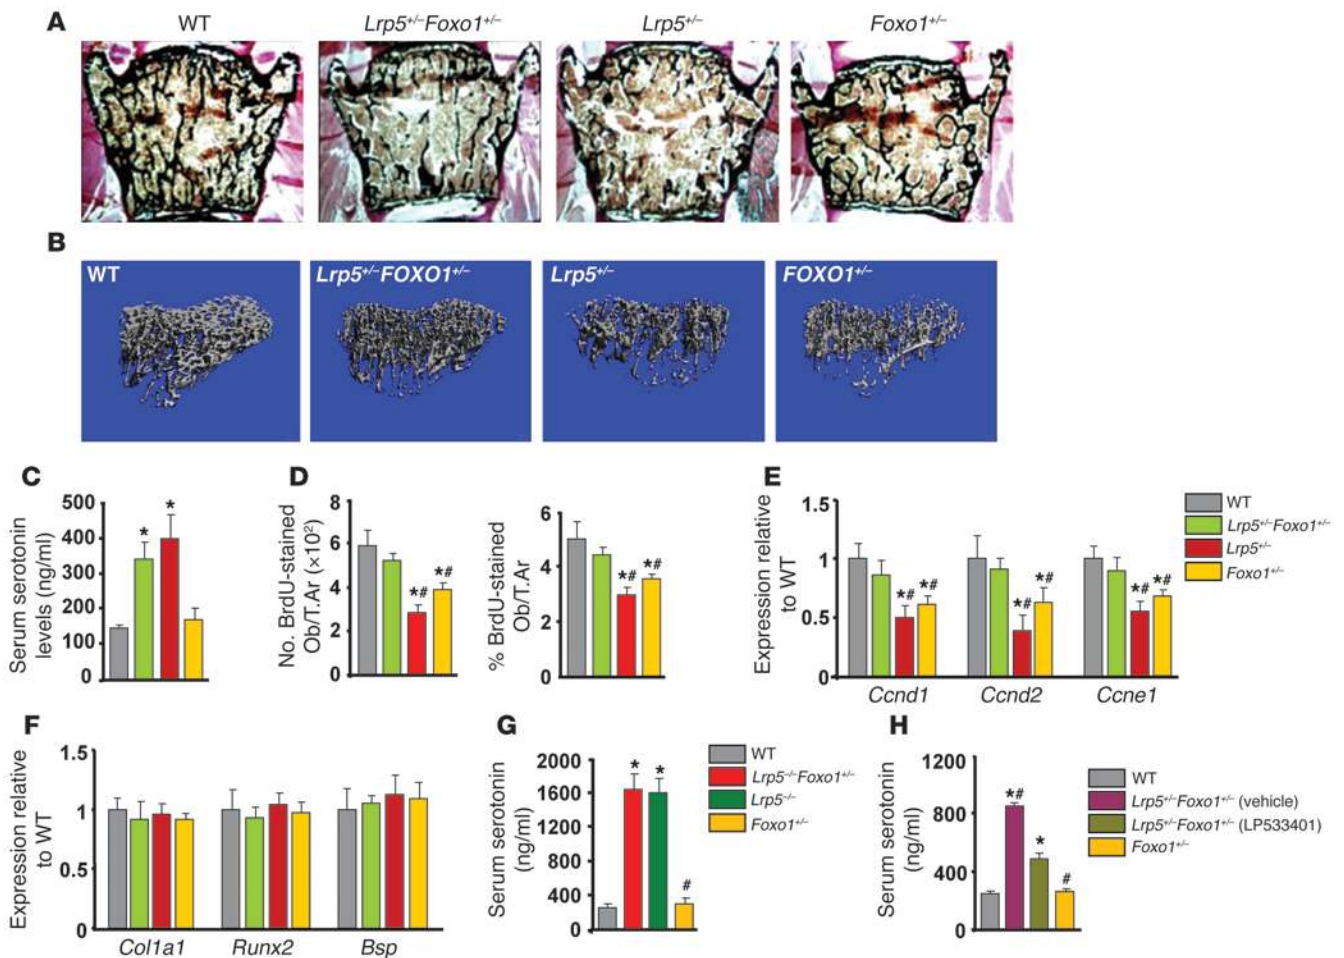 A
WT
Lrp5+/–Foxo1+/–
Lrp5+/–
Foxo1+/–
B
WT
Lrp5+/–FOXO1+/–
Lrp5+/–
FOXO1+/–
C
Serum serotonin
levels (ng/ml)
500
400
300
200
100
0
*
*
D
No. BrdU-stained
Ob/T.Ar (×10²)
8
6
4
2
0
*#
*#
% BrdU-stained
Ob/T.Ar
6
4
2
0
*#
*#
E
Expression relative
to WT
1.5
1
0.5
0
*#
*#
*#
*#
*#
*#
Ccnd1
Ccnd2
Ccne1
WT
Lrp5+/–Foxo1+/–
Lrp5+/–
Foxo1+/–
F
Expression relative
to WT
1.5
1
0.5
0
Col1a1
Runx2
Bsp
G
Serum serotonin
(ng/ml)
2000
1600
1200
800
400
0
*
*
#
WT
Lrp5–/–Foxo1+/–
Lrp5–/–
Foxo1+/–
H
Serum serotonin
(ng/ml)
1200
800
400
0
*#
*
#
WT
Lrp5+/–Foxo1+/– (vehicle)
Lrp5+/–Foxo1+/– (LP533401)
Foxo1+/–